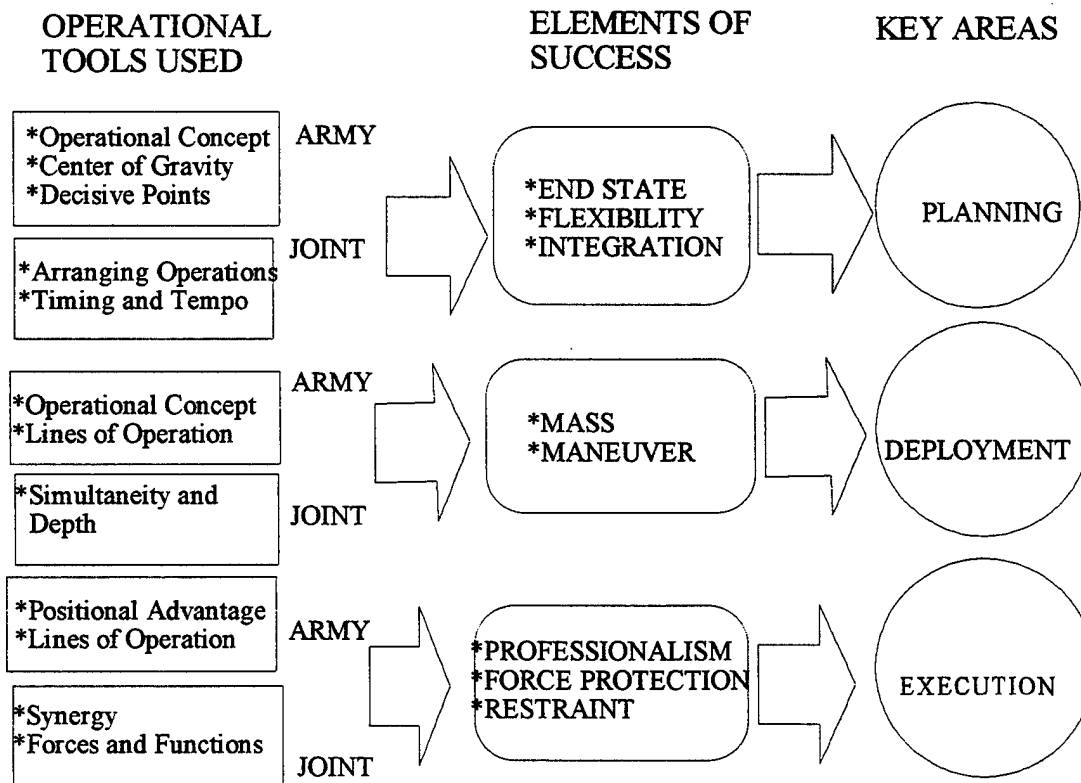 OPERATIONAL
TOOLS USED
ELEMENTS OF
SUCCESS
KEY AREAS
*Operational Concept
*Center of Gravity
*Decisive Points
ARMY
*Arranging Operations
*Timing and Tempo
JOINT
*END STATE
*FLEXIBILITY
*INTEGRATION
PLANNING
*Operational Concept
*Lines of Operation
ARMY
*Simultaneity and
Depth
JOINT
*MASS
*MANEUVER
DEPLOYMENT
*Positional Advantage
*Lines of Operation
ARMY
*Synergy
*Forces and Functions
JOINT
*PROFESSIONALISM
*FORCE PROTECTION
*RESTRAINT
EXECUTION